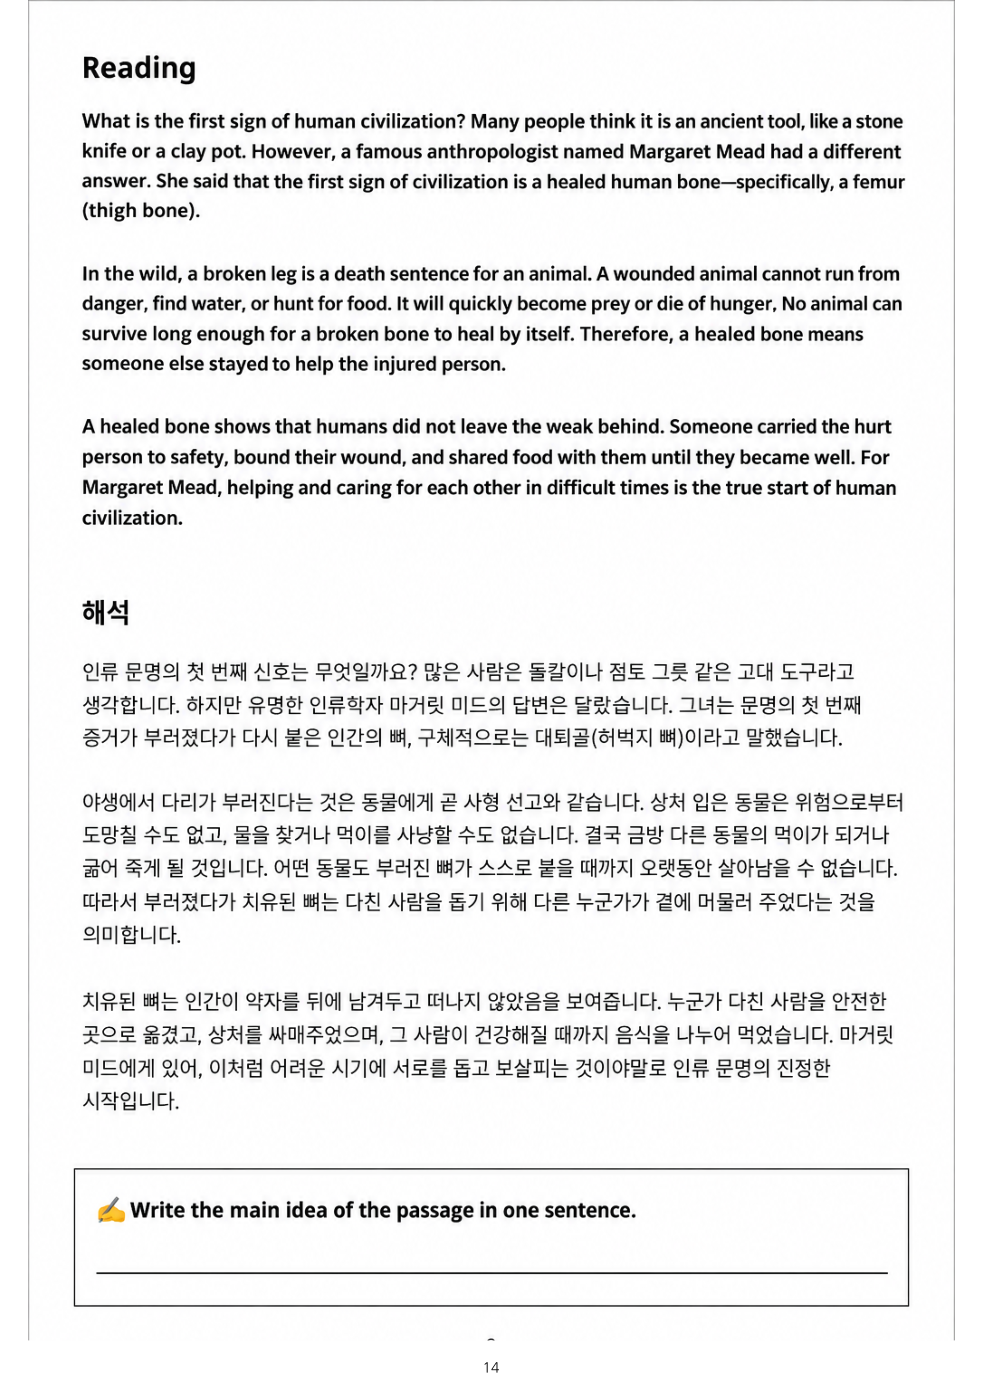 Reading
What is the first sign of human civilization? Many people think it is an ancient tool, like a stone
knife or a clay pot. However, a famous anthropologist named Margaret Mead had a different
answer. She said that the first sign of civilization is a healed human bone—specifically, a femur
(thigh bone).
In the wild, a broken leg is a death sentence for an animal. A wounded animal cannot run from
danger, find water, or hunt for food. It will quickly become prey or die of hunger. No animal can
survive long enough for a broken bone to heal by itself. Therefore, a healed bone means
someone else stayed to help the injured person.
A healed bone shows that humans did not leave the weak behind. Someone carried the hurt
person to safety, bound their wound, and shared food with them until they became well. For
Margaret Mead, helping and caring for each other in difficult times is the true start of human
civilization.
해석
인류 문명의 첫 번째 신호는 무엇일까요? 많은 사람은 돌칼이나 점토 그릇 같은 고대 도구라고
생각합니다. 하지만 유명한 인류학자 마거릿 미드의 답변은 달랐습니다. 그녀는 문명의 첫 번째
증거가 부러졌다가 다시 붙은 인간의 뼈, 구체적으로는 대퇴골(허벅지 뼈)이라고 말했습니다.
야생에서 다리가 부러진다는 것은 동물에게 곧 사형 선고와 같습니다. 상처 입은 동물은 위험으로부터
도망칠 수도 없고, 물을 찾거나 먹이를 사냥할 수도 없습니다. 결국 금방 다른 동물의 먹이가 되거나
굶어 죽게 될 것입니다. 어떤 동물도 부러진 뼈가 스스로 붙을 때까지 오랫동안 살아남을 수 없습니다.
따라서 부러졌다가 치유된 뼈는 다친 사람을 돕기 위해 다른 누군가가 곁에 머물러 주었다는 것을
의미합니다.
치유된 뼈는 인간이 약자를 뒤에 남겨두고 떠나지 않았음을 보여줍니다. 누군가 다친 사람을 안전한
곳으로 옮겼고, 상처를 싸매주었으며, 그 사람이 건강해질 때까지 음식을 나누어 먹었습니다. 마거릿
미드에게 있어, 이처럼 어려운 시기에 서로를 돕고 보살피는 것이야말로 인류 문명의 진정한
시작입니다.
✍️Write the main idea of the passage in one sentence.
14